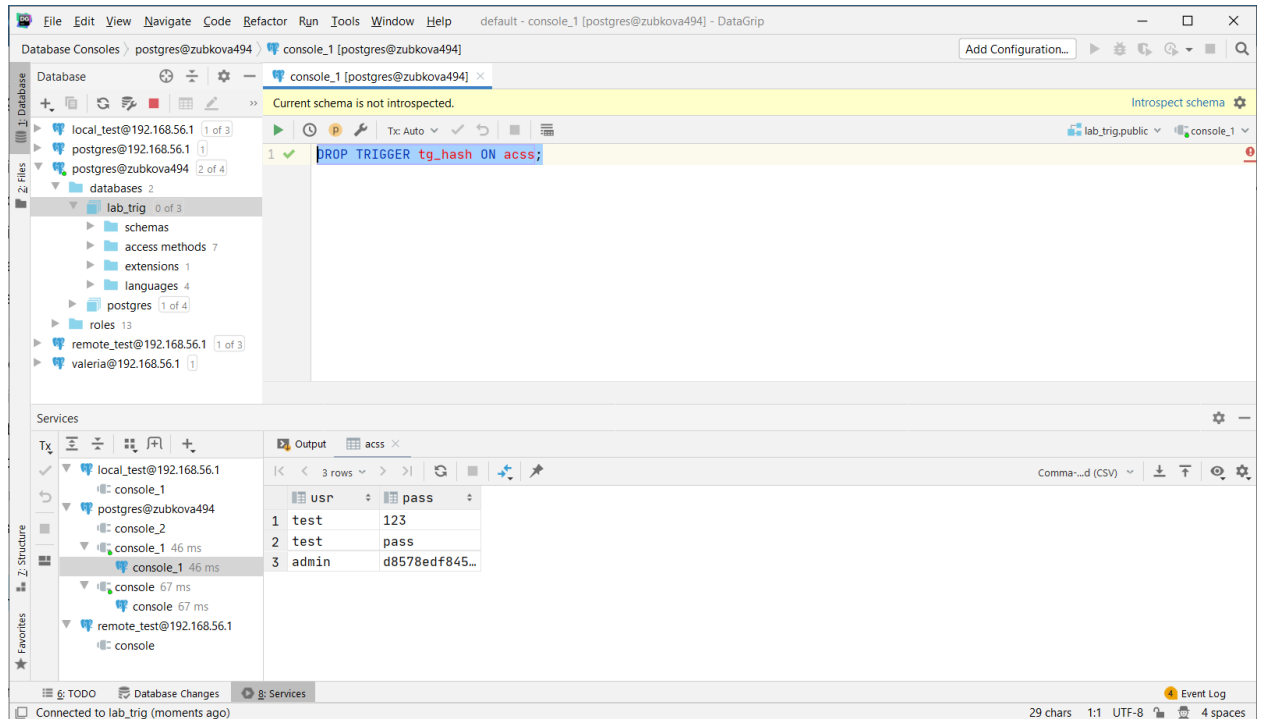 File Edit View Navigate Code Refactor Run Tools Window Help default - console_1 [postgres@zubkova494] - DataGrip
Database Consoles postgres@zubkova494 console_1 [postgres@zubkova494] Add Configuration...
1: Database
2: Files
7: Structure
Favorites
Database
local_test@192.168.56.1 1 of 3
postgres@192.168.56.1 1
postgres@zubkova494 2 of 4
databases 2
lab_trig 0 of 3
schemas
access methods 7
extensions 1
languages 4
postgres 1 of 4
roles 13
remote_test@192.168.56.1 1 of 3
valeria@192.168.56.1 1
console_1 [postgres@zubkova494]
Current schema is not introspected. Introspect schema
Tx: Auto lab_trig.public console_1
1 DROP TRIGGER tg_hash ON acss;
Services
Tx
local_test@192.168.56.1
console_1
postgres@zubkova494
console_2
console_1 46 ms
console_1 46 ms
console 67 ms
console 67 ms
remote_test@192.168.56.1
console
Output acss
3 rows Comma-...d (CSV)
usr pass
1 test 123
2 test pass
3 admin d8578edf845...
6: TODO Database Changes 8: Services 4 Event Log
Connected to lab_trig (moments ago) 29 chars 1:1 UTF-8 4 spaces